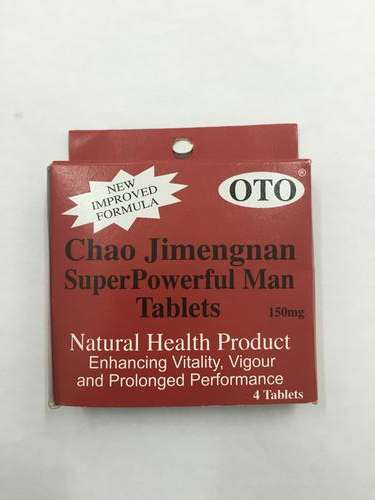 NEW
IMPROVED
FORMULA
OTO®
Chao Jimengnan
SuperPowerful Man
Tablets
150mg
Natural Health Product
Enhancing Vitality, Vigour
and Prolonged Performance
4 Tablets